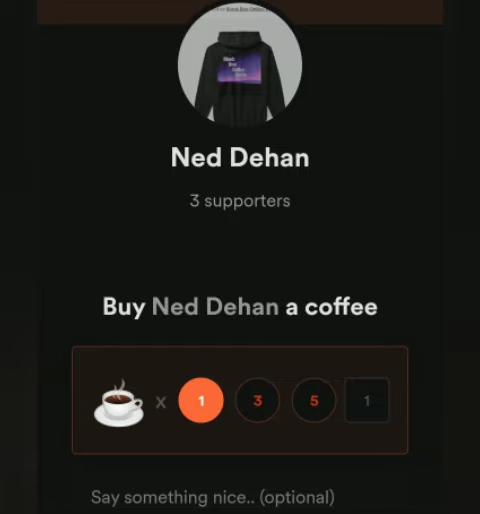 Ned Dehan
3 supporters
Buy Ned Dehan a coffee
x 1 3 5 1
Say something nice.. (optional)